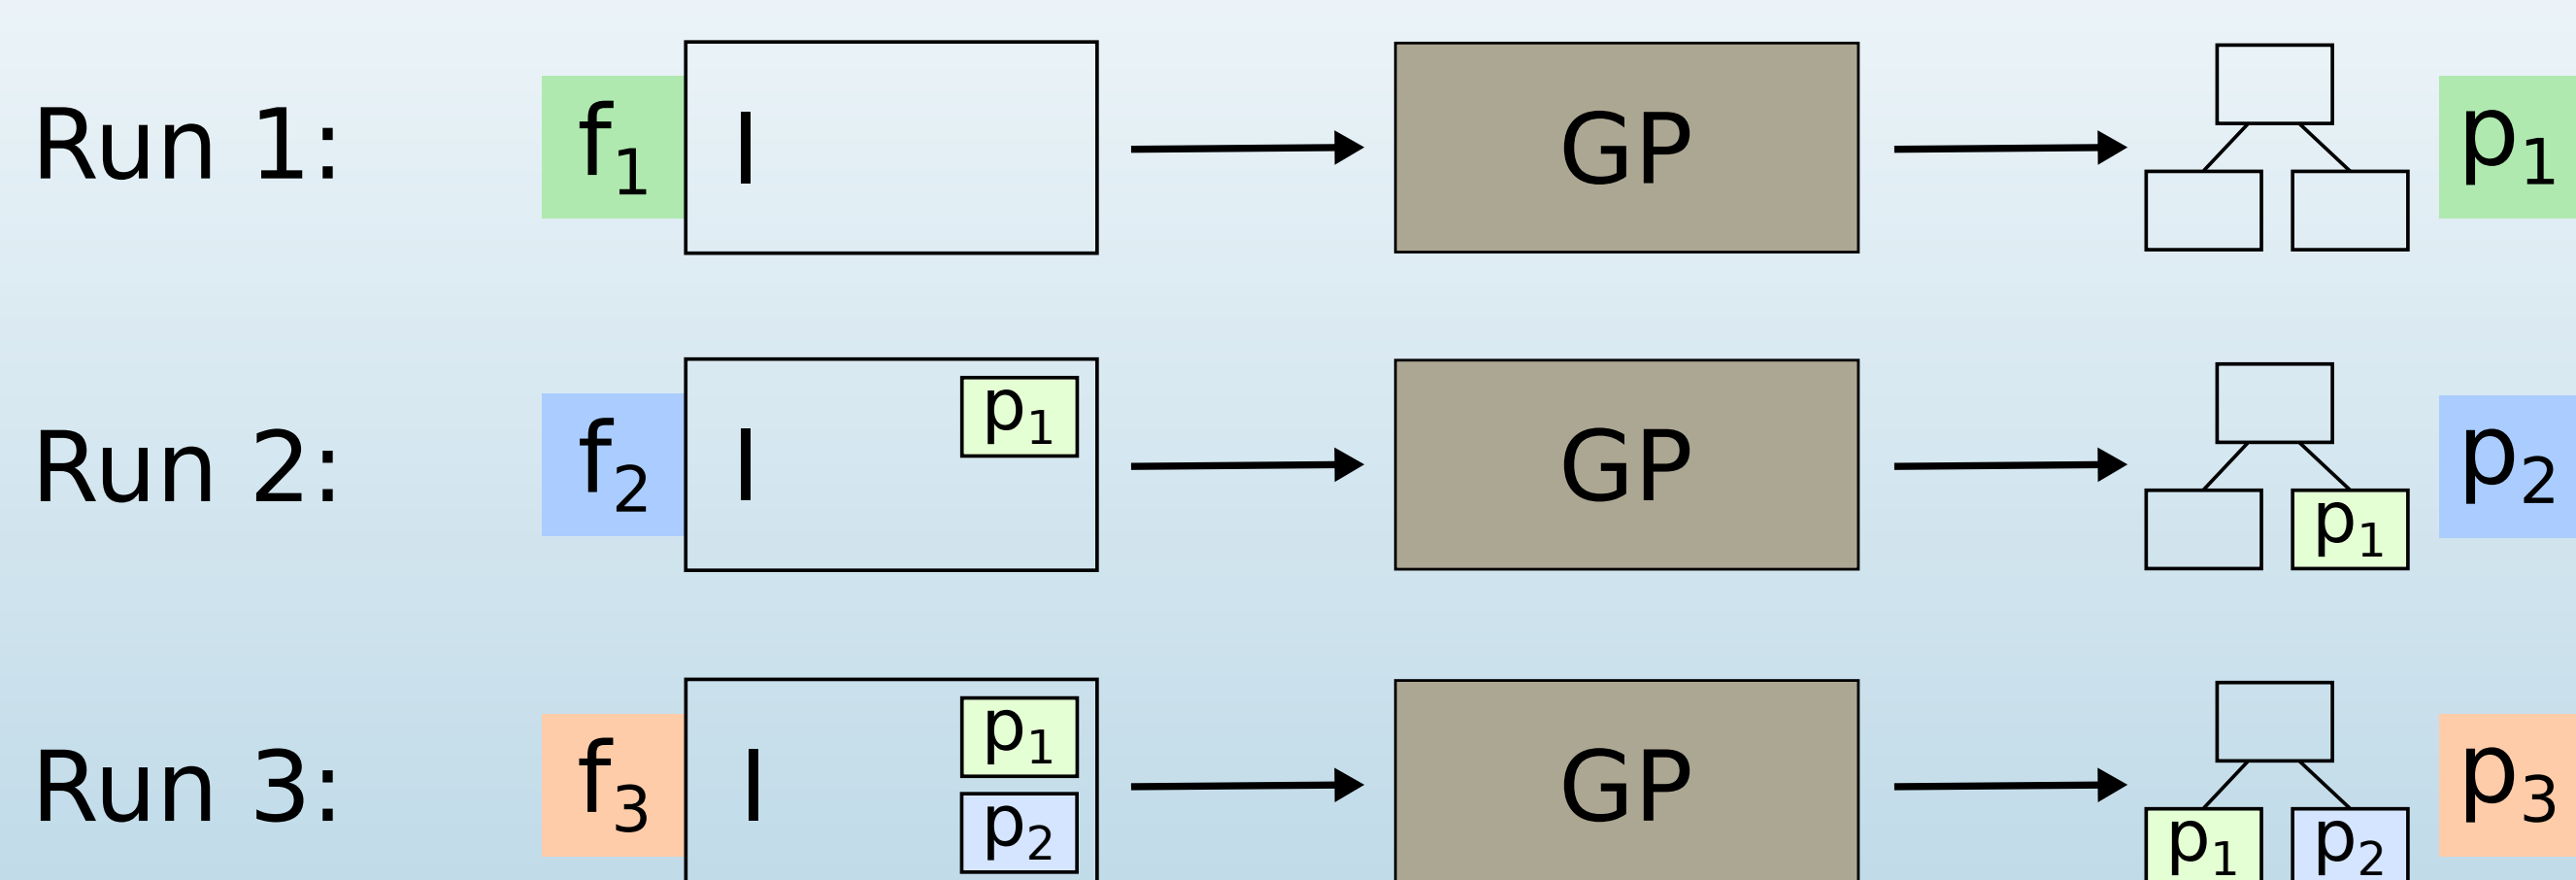 Run 1: f₁ I GP p₁
p₁
Run 2: f₂ I GP p₂
p₁
p₁
Run 3: f₃ I GP p₃
p₂ p₁ p₂